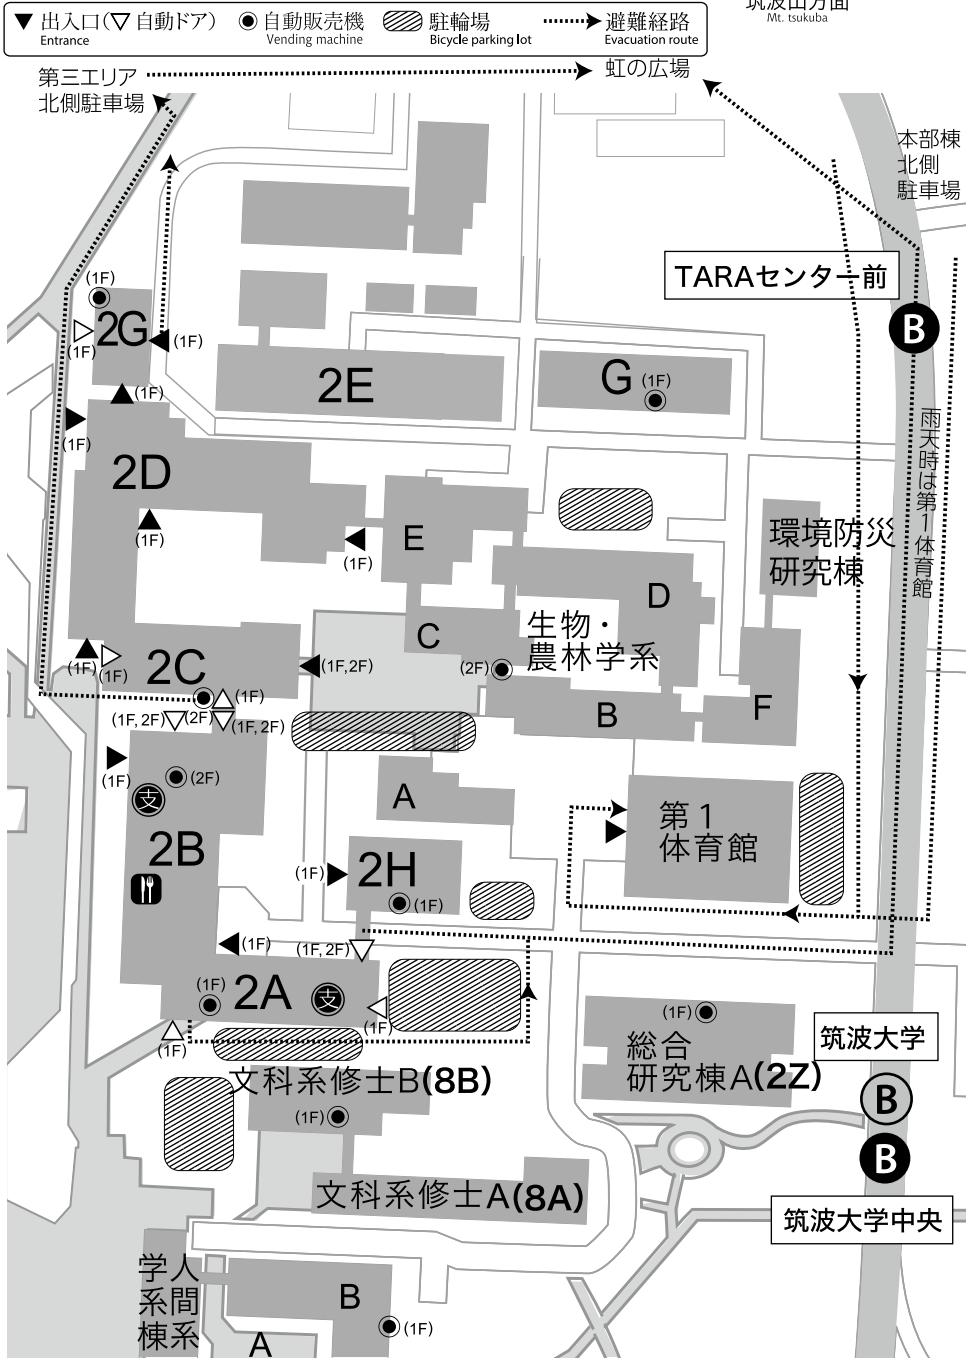 筑波山方面
Mt. tsukuba
出入口(▽自動ドア)
Entrance
自動販売機
Vending machine
駐輪場
Bicycle parking lot
避難経路
Evacuation route
第三エリア
北側駐車場
虹の広場
本部棟
北側
駐車場
TARAセンター前
B
雨天時は第1体育館
(1F)
2G
(1F)
(1F)
(1F)
2E
G
(1F)
(1F)
2D
(1F)
E
(1F)
環境防災
研究棟
D
C
生物・
農林学系
(2F)
(1F)
(1F)
2C
(1F,2F)
(1F)
(1F,2F)
(2F)
(1F,2F)
B
F
(1F)
(2F)
支
A
第1
体育館
2B
(1F)
2H
(1F)
(1F)
(1F,2F)
(1F)
2A
支
(1F)
(1F)
(1F)
総合
研究棟A(2Z)
筑波大学
B
B
筑波大学中央
文科系修士B(8B)
(1F)
文科系修士A(8A)
人間系
学系棟
B
(1F)
A